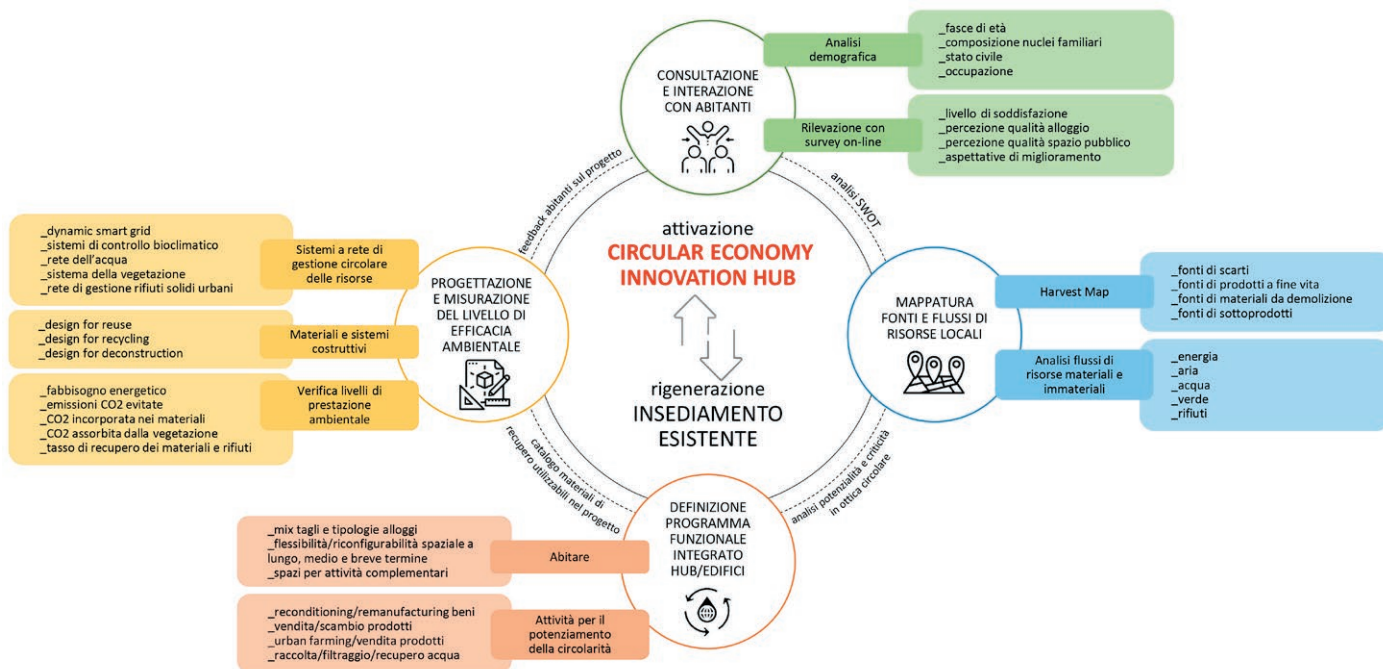 CONSULTAZIONE
E INTERAZIONE
CON ABITANTI
Analisi
demografica
_fasce di età
_composizione nuclei familiari
_stato civile
_occupazione
Rilevazione con
survey on-line
_livello di soddisfazione
_percezione qualità alloggio
_percezione qualità spazio pubblico
_aspettative di miglioramento
feedback abitanti sul progetto
analisi SWOT
attivazione
CIRCULAR ECONOMY
INNOVATION HUB
rigenerazione
INSEDIAMENTO
ESISTENTE
_dynamic smart grid
_sistemi di controllo bioclimatico
_rete dell'acqua
_sistema della vegetazione
_rete di gestione rifiuti solidi urbani
Sistemi a rete di
gestione circolare
delle risorse
_design for reuse
_design for recycling
_design for deconstruction
Materiali e sistemi
costruttivi
_fabbisogno energetico
_emissioni CO2 evitate
_CO2 incorporata nei materiali
_CO2 assorbita dalla vegetazione
_tasso di recupero dei materiali e rifiuti
Verifica livelli di
prestazione
ambientale
PROGETTAZIONE
E MISURAZIONE
DEL LIVELLO DI
EFFICACIA
AMBIENTALE
MAPPATURA
FONTI E FLUSSI DI
RISORSE LOCALI
Harvest Map
_fonti di scarti
_fonti di prodotti a fine vita
_fonti di materiali da demolizione
_fonti di sottoprodotti
Analisi flussi di
risorse materiali e
immateriali
_energia
_aria
_acqua
_verde
_rifiuti
catalogo materiali di
recupero utilizzabili nel progetto
analisi potenzialità e criticità
in ottica circolare
DEFINIZIONE
PROGRAMMA
FUNZIONALE
INTEGRATO
HUB/EDIFICI
_mix tagli e tipologie alloggi
_flessibilità/riconfigurabilità spaziale a
lungo, medio e breve termine
_spazi per attività complementari
Abitare
_reconditioning/remanufacturing beni
_vendita/scambio prodotti
_urban farming/vendita prodotti
_raccolta/filtraggio/recupero acqua
Attività per il
potenziamento
della circolarità